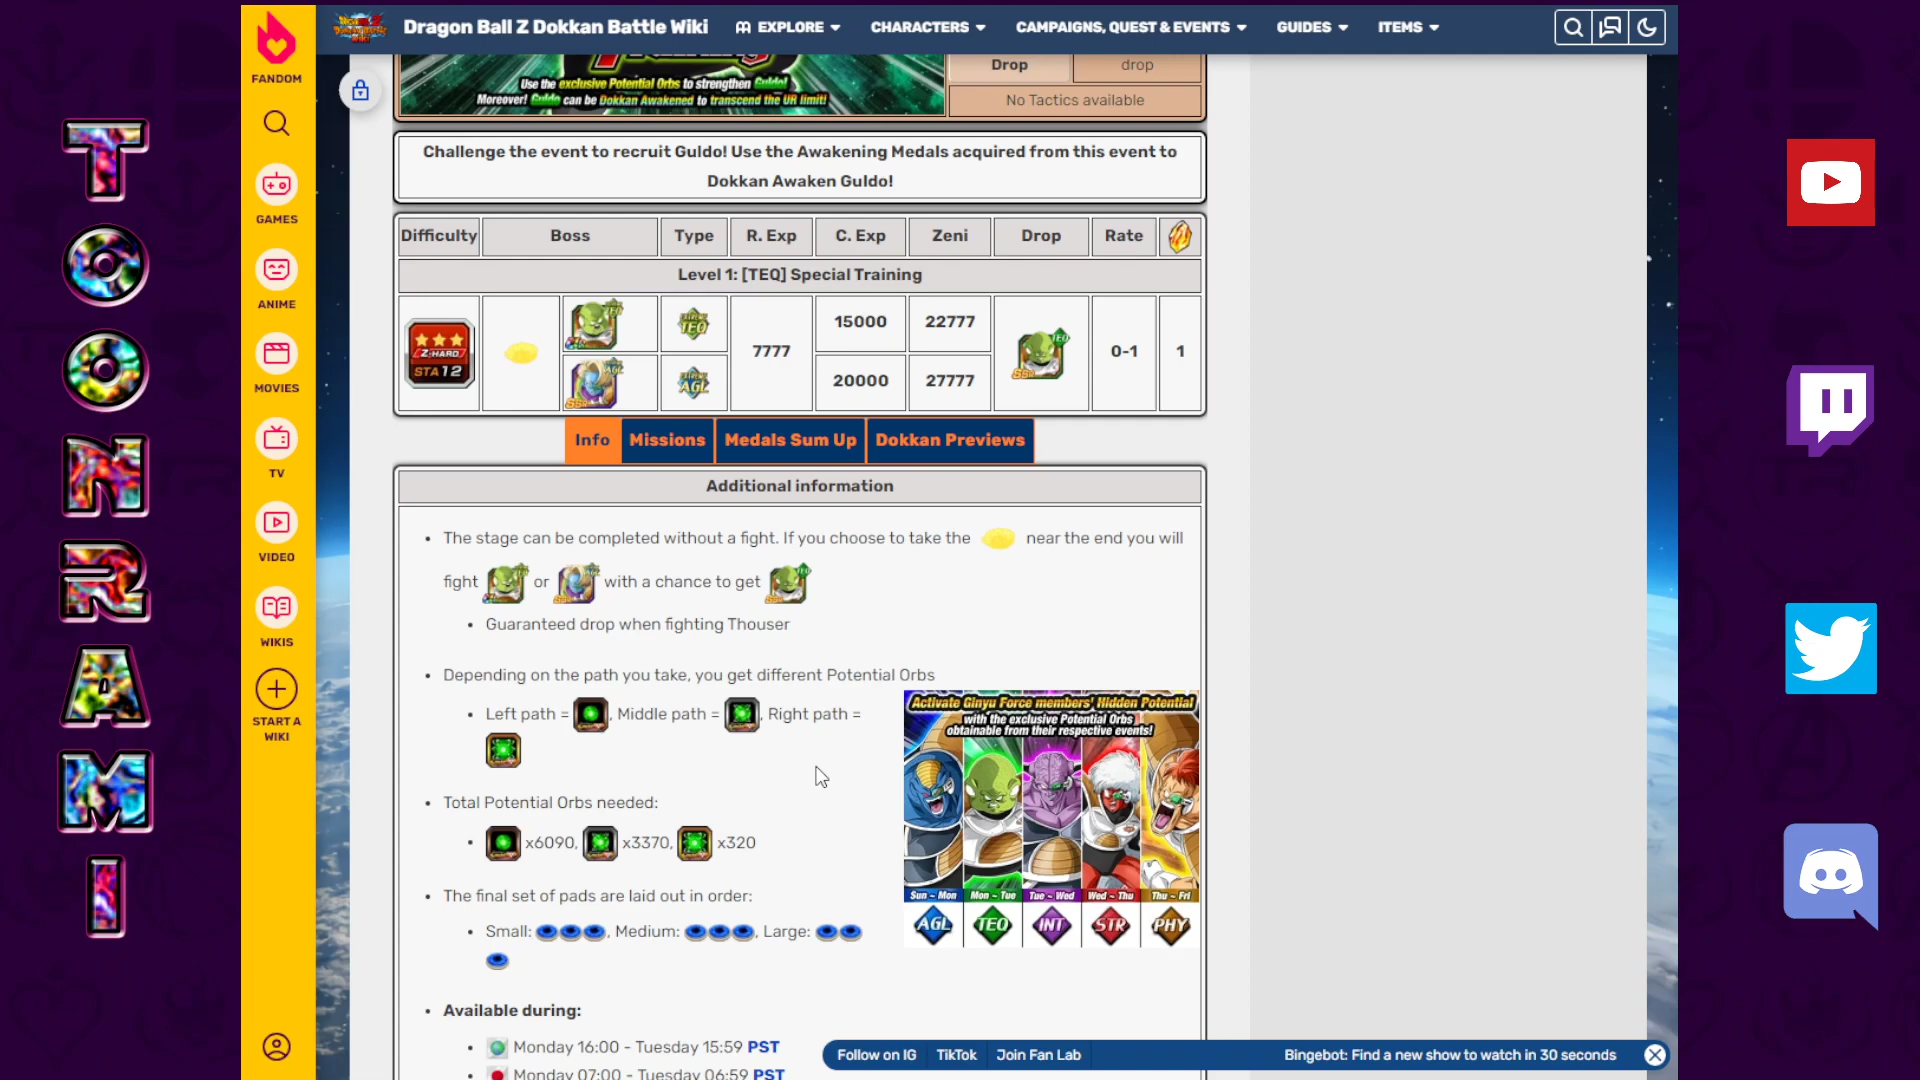 TOONRAMI
FANDOM
GAMES
ANIME
MOVIES
TV
VIDEO
WIKIS
START A
WIKI
Dragon Ball Z Dokkan Battle Wiki
EXPLORE
CHARACTERS
CAMPAIGNS, QUEST & EVENTS
GUIDES
ITEMS
Use the exclusive Potential Orbs to strengthen Guldo!
Moreover! Guldo can be Dokkan Awakened to transcend the UR limit!
Drop
drop
No Tactics available
Challenge the event to recruit Guldo! Use the Awakening Medals acquired from this event to
Dokkan Awaken Guldo!
Difficulty Boss Type R. Exp C. Exp Zeni Drop Rate
Level 1: [TEQ] Special Training
Z-HARD
STA 12
TEQ
SSR
AGL
EXTREME
TEQ
EXTREME
AGL
7777
15000
22777
20000
27777
TEQ
SSR
0-1
1
Info
Missions
Medals Sum Up
Dokkan Previews
Additional information
The stage can be completed without a fight. If you choose to take the near the end you will
fight or with a chance to get
Guaranteed drop when fighting Thouser
Depending on the path you take, you get different Potential Orbs
Left path = , Middle path = , Right path =
Total Potential Orbs needed:
x6090, x3370, x320
The final set of pads are laid out in order:
Small: , Medium: , Large:
Available during:
Monday 16:00 - Tuesday 15:59 PST
Monday 07:00 - Tuesday 06:59 PST
Activate Ginyu Force members' Hidden Potential
with the exclusive Potential Orbs
obtainable from their respective events!
Sun ~ Mon Mon ~ Tue Tue ~ Wed Wed ~ Thu Thu ~ Fri
AGL TEQ INT STR PHY
Follow on IG
TikTok
Join Fan Lab
Bingebot: Find a new show to watch in 30 seconds